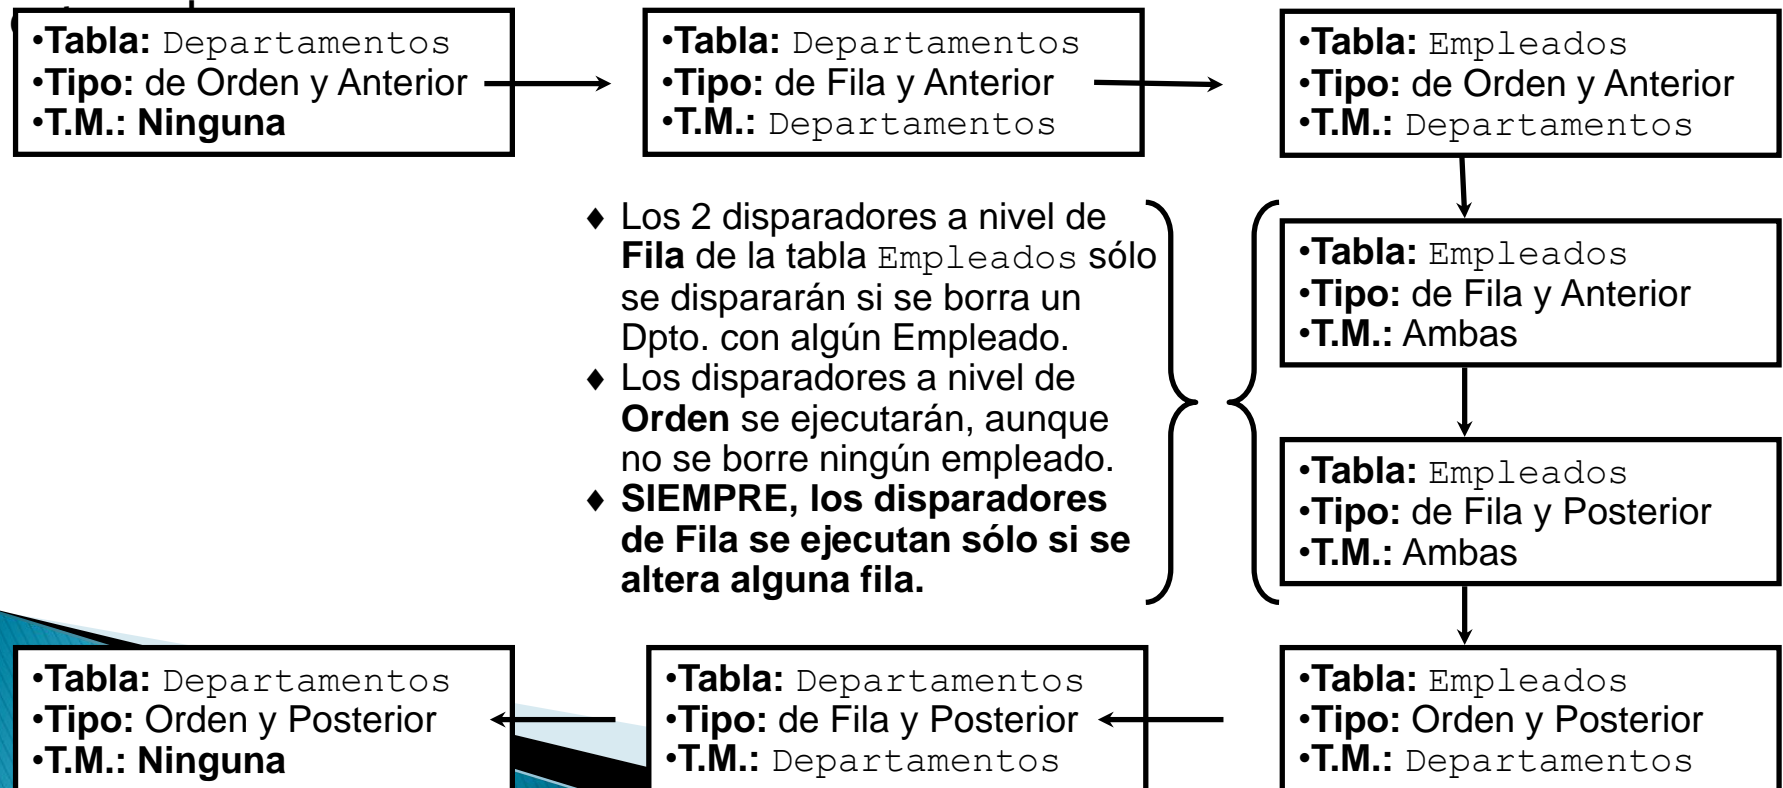 •Tabla: Departamentos
•Tipo: de Orden y Anterior
•T.M.: Ninguna
•Tabla: Departamentos
•Tipo: de Fila y Anterior
•T.M.: Departamentos
•Tabla: Empleados
•Tipo: de Orden y Anterior
•T.M.: Departamentos
♦ Los 2 disparadores a nivel de
Fila de la tabla Empleados sólo
se dispararán si se borra un
Dpto. con algún Empleado.
♦ Los disparadores a nivel de
Orden se ejecutarán, aunque
no se borre ningún empleado.
♦ SIEMPRE, los disparadores
de Fila se ejecutan sólo si se
altera alguna fila.
•Tabla: Empleados
•Tipo: de Fila y Anterior
•T.M.: Ambas
•Tabla: Empleados
•Tipo: de Fila y Posterior
•T.M.: Ambas
•Tabla: Empleados
•Tipo: Orden y Posterior
•T.M.: Departamentos
•Tabla: Departamentos
•Tipo: de Fila y Posterior
•T.M.: Departamentos
•Tabla: Departamentos
•Tipo: Orden y Posterior
•T.M.: Ninguna